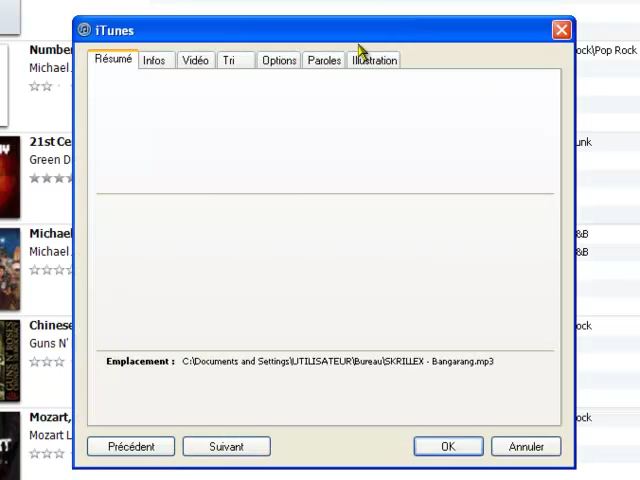 iTunes
Résumé Infos Vidéo Tri Options Paroles Illustration
Number
Michael
ock\Pop Rock
21st Ce
Green D
unk
Michael
Michael
&B
&B
Chinese
Guns N'
ock
Mozart,
Mozart L
ock
Emplacement : C:\Documents and Settings\UTILISATEUR\Bureau\SKRILLEX - Bangarang.mp3
Précédent Suivant OK Annuler